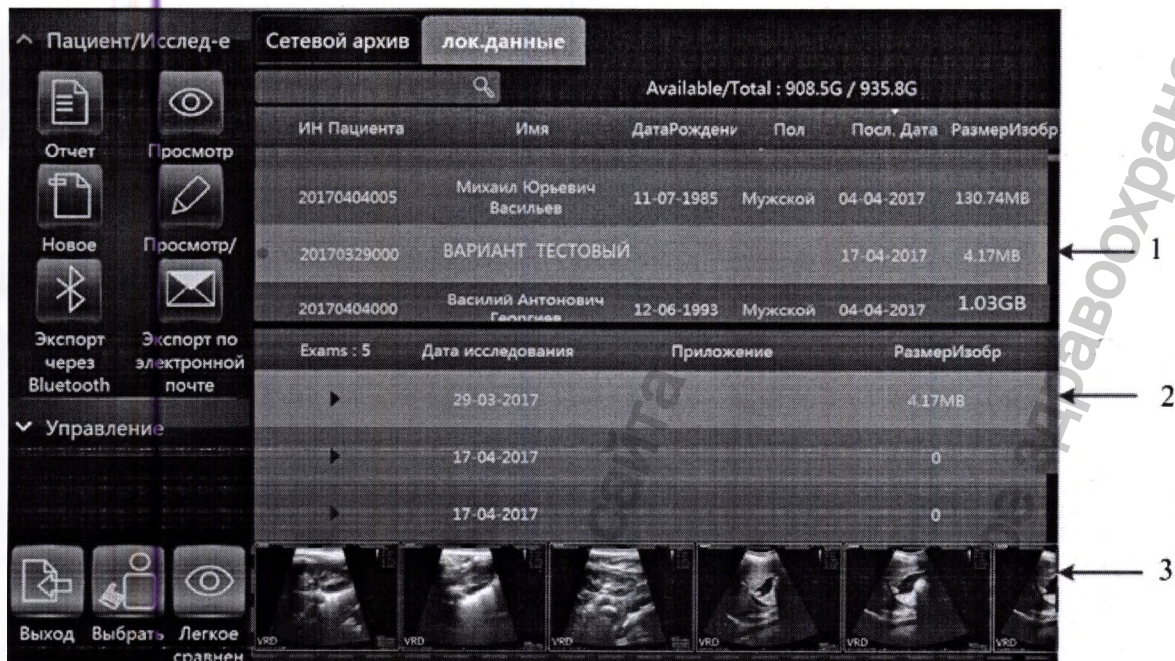 Пациент/Исслед-е
Отчет
Просмотр
Новое
Просмотр/
Экспорт через Bluetooth
Экспорт по электронной почте
Управление
Выход
Выбрать
Легкое сравнен
Сетевой архив
лок.данные
Available/Total : 908.5G / 935.8G
ИН Пациента Имя ДатаРождени Пол Посл. Дата РазмерИзобр
20170404005 Михаил Юрьевич Васильев 11-07-1985 Мужской 04-04-2017 130.74MB
20170329000 ВАРИАНТ ТЕСТОВЫЙ 17-04-2017 4.17MB
20170404000 Василий Антонович Георгиев 12-06-1993 Мужской 04-04-2017 1.03GB
Exams : 5 Дата исследования Приложение РазмерИзобр
29-03-2017 4.17MB
17-04-2017 0
17-04-2017 0
VRD VRD VRD VRD VRD VRD
1
2
3
сайта